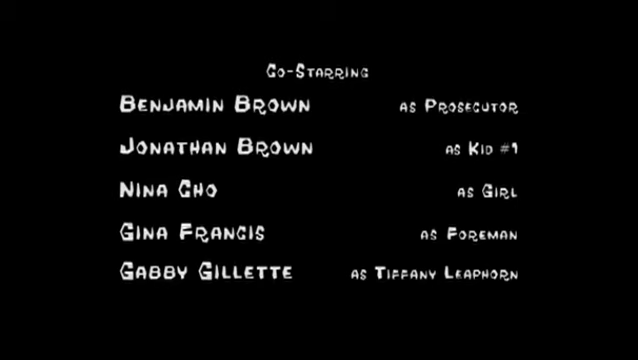 Co-Starring
Benjamin Brown as Prosecutor
Jonathan Brown as Kid #1
Nina Cho as Girl
Gina Francis as Foreman
Gabby Gillette as Tiffany Leaphorn